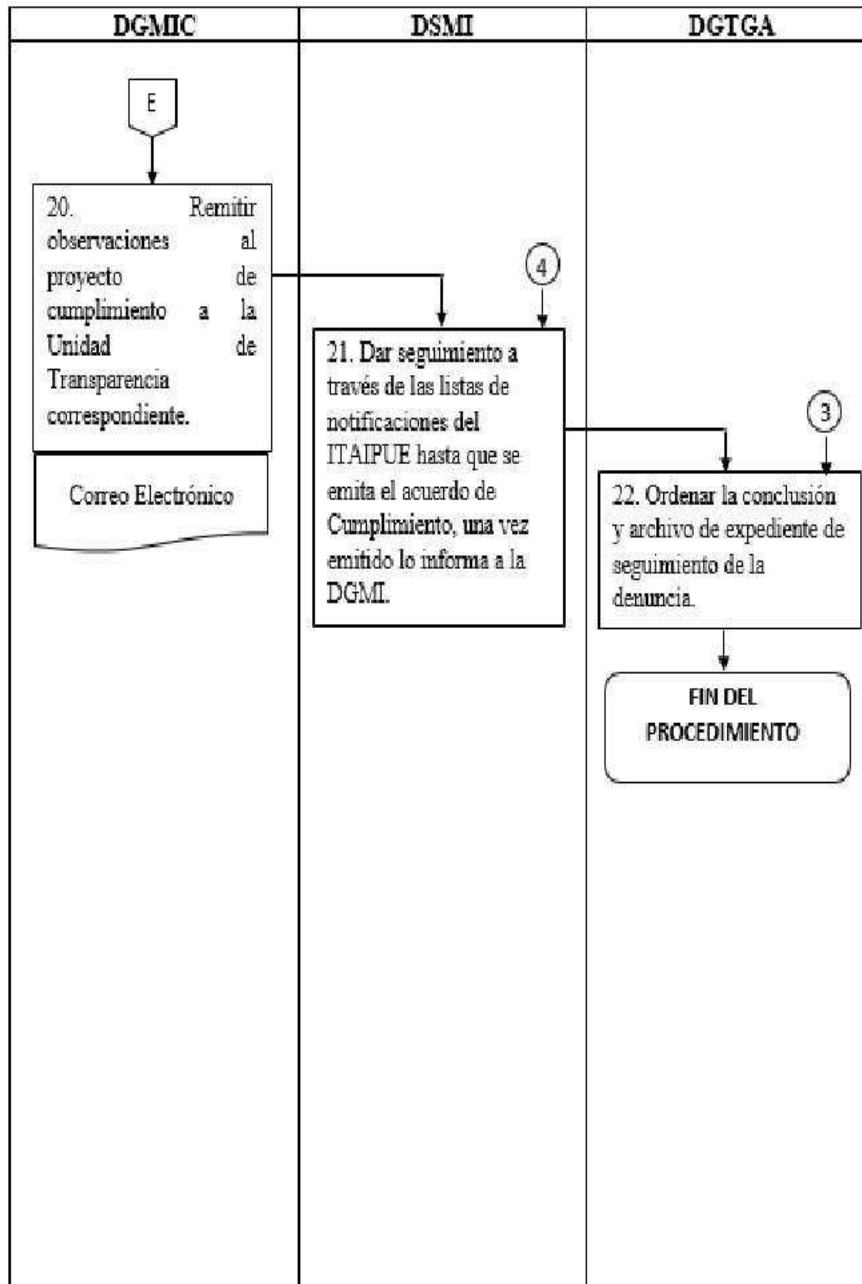 DGMIC
DSMI
DGTGA
E
20. Remitir
observaciones al
proyecto de
cumplimiento a la
Unidad de
Transparencia
correspondiente.
Correo Electrónico
4
21. Dar seguimiento a
través de las listas de
notificaciones del
ITAIPUE hasta que se
emita el acuerdo de
Cumplimiento, una vez
emitido lo informa a la
DGMI.
3
22. Ordenar la conclusión
y archivo de expediente de
seguimiento de la
denuncia.
FIN DEL
PROCEDIMIENTO